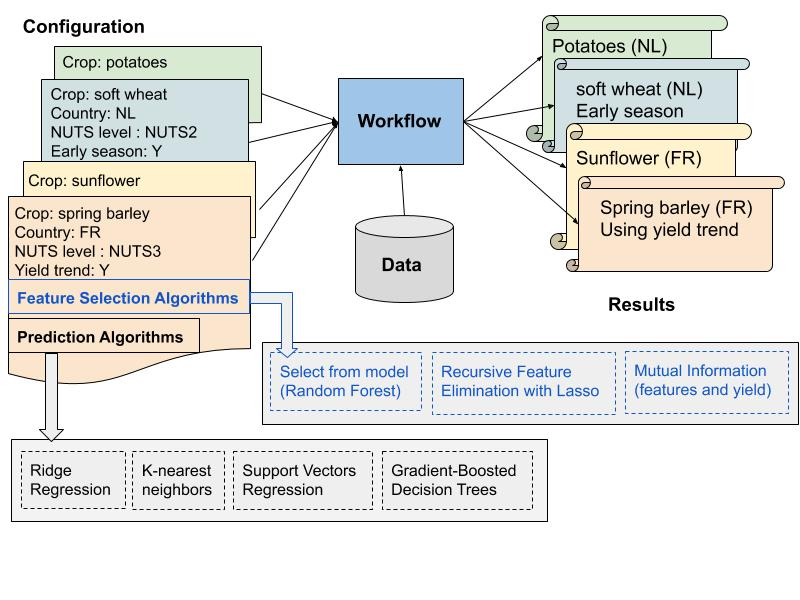 Configuration
Crop: potatoes
Crop: soft wheat
Country: NL
NUTS level : NUTS2
Early season: Y
Crop: sunflower
Crop: spring barley
Country: FR
NUTS level : NUTS3
Yield trend: Y
Feature Selection Algorithms
Prediction Algorithms
Workflow
Data
Potatoes (NL)
soft wheat (NL)
Early season
Sunflower (FR)
Spring barley (FR)
Using yield trend
Results
Select from model
(Random Forest)
Recursive Feature
Elimination with Lasso
Mutual Information
(features and yield)
Ridge
Regression
K-nearest
neighbors
Support Vectors
Regression
Gradient-Boosted
Decision Trees